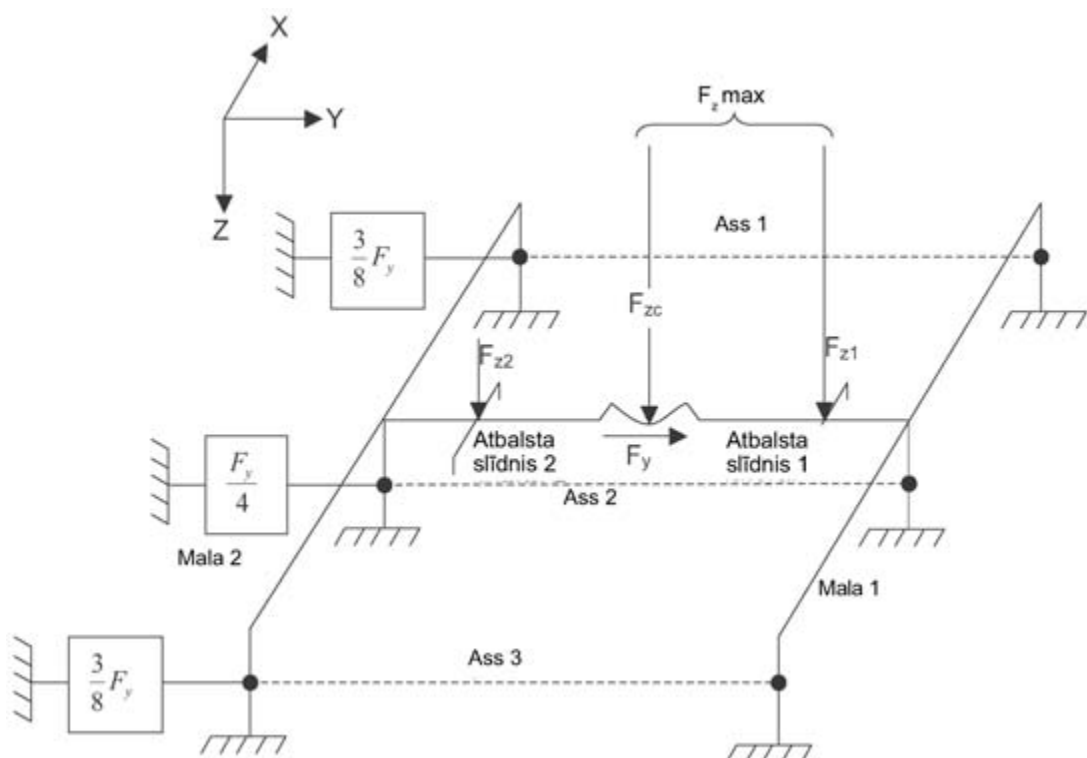 X
Y
Z
F_z max
Ass 1
3/8 F_y
F_zc
F_z2
F_z1
Atbalsta
slīdnis 2
F_y
Atbalsta
slīdnis 1
F_y/4
Ass 2
Mala 2
Mala 1
Ass 3
3/8 F_y